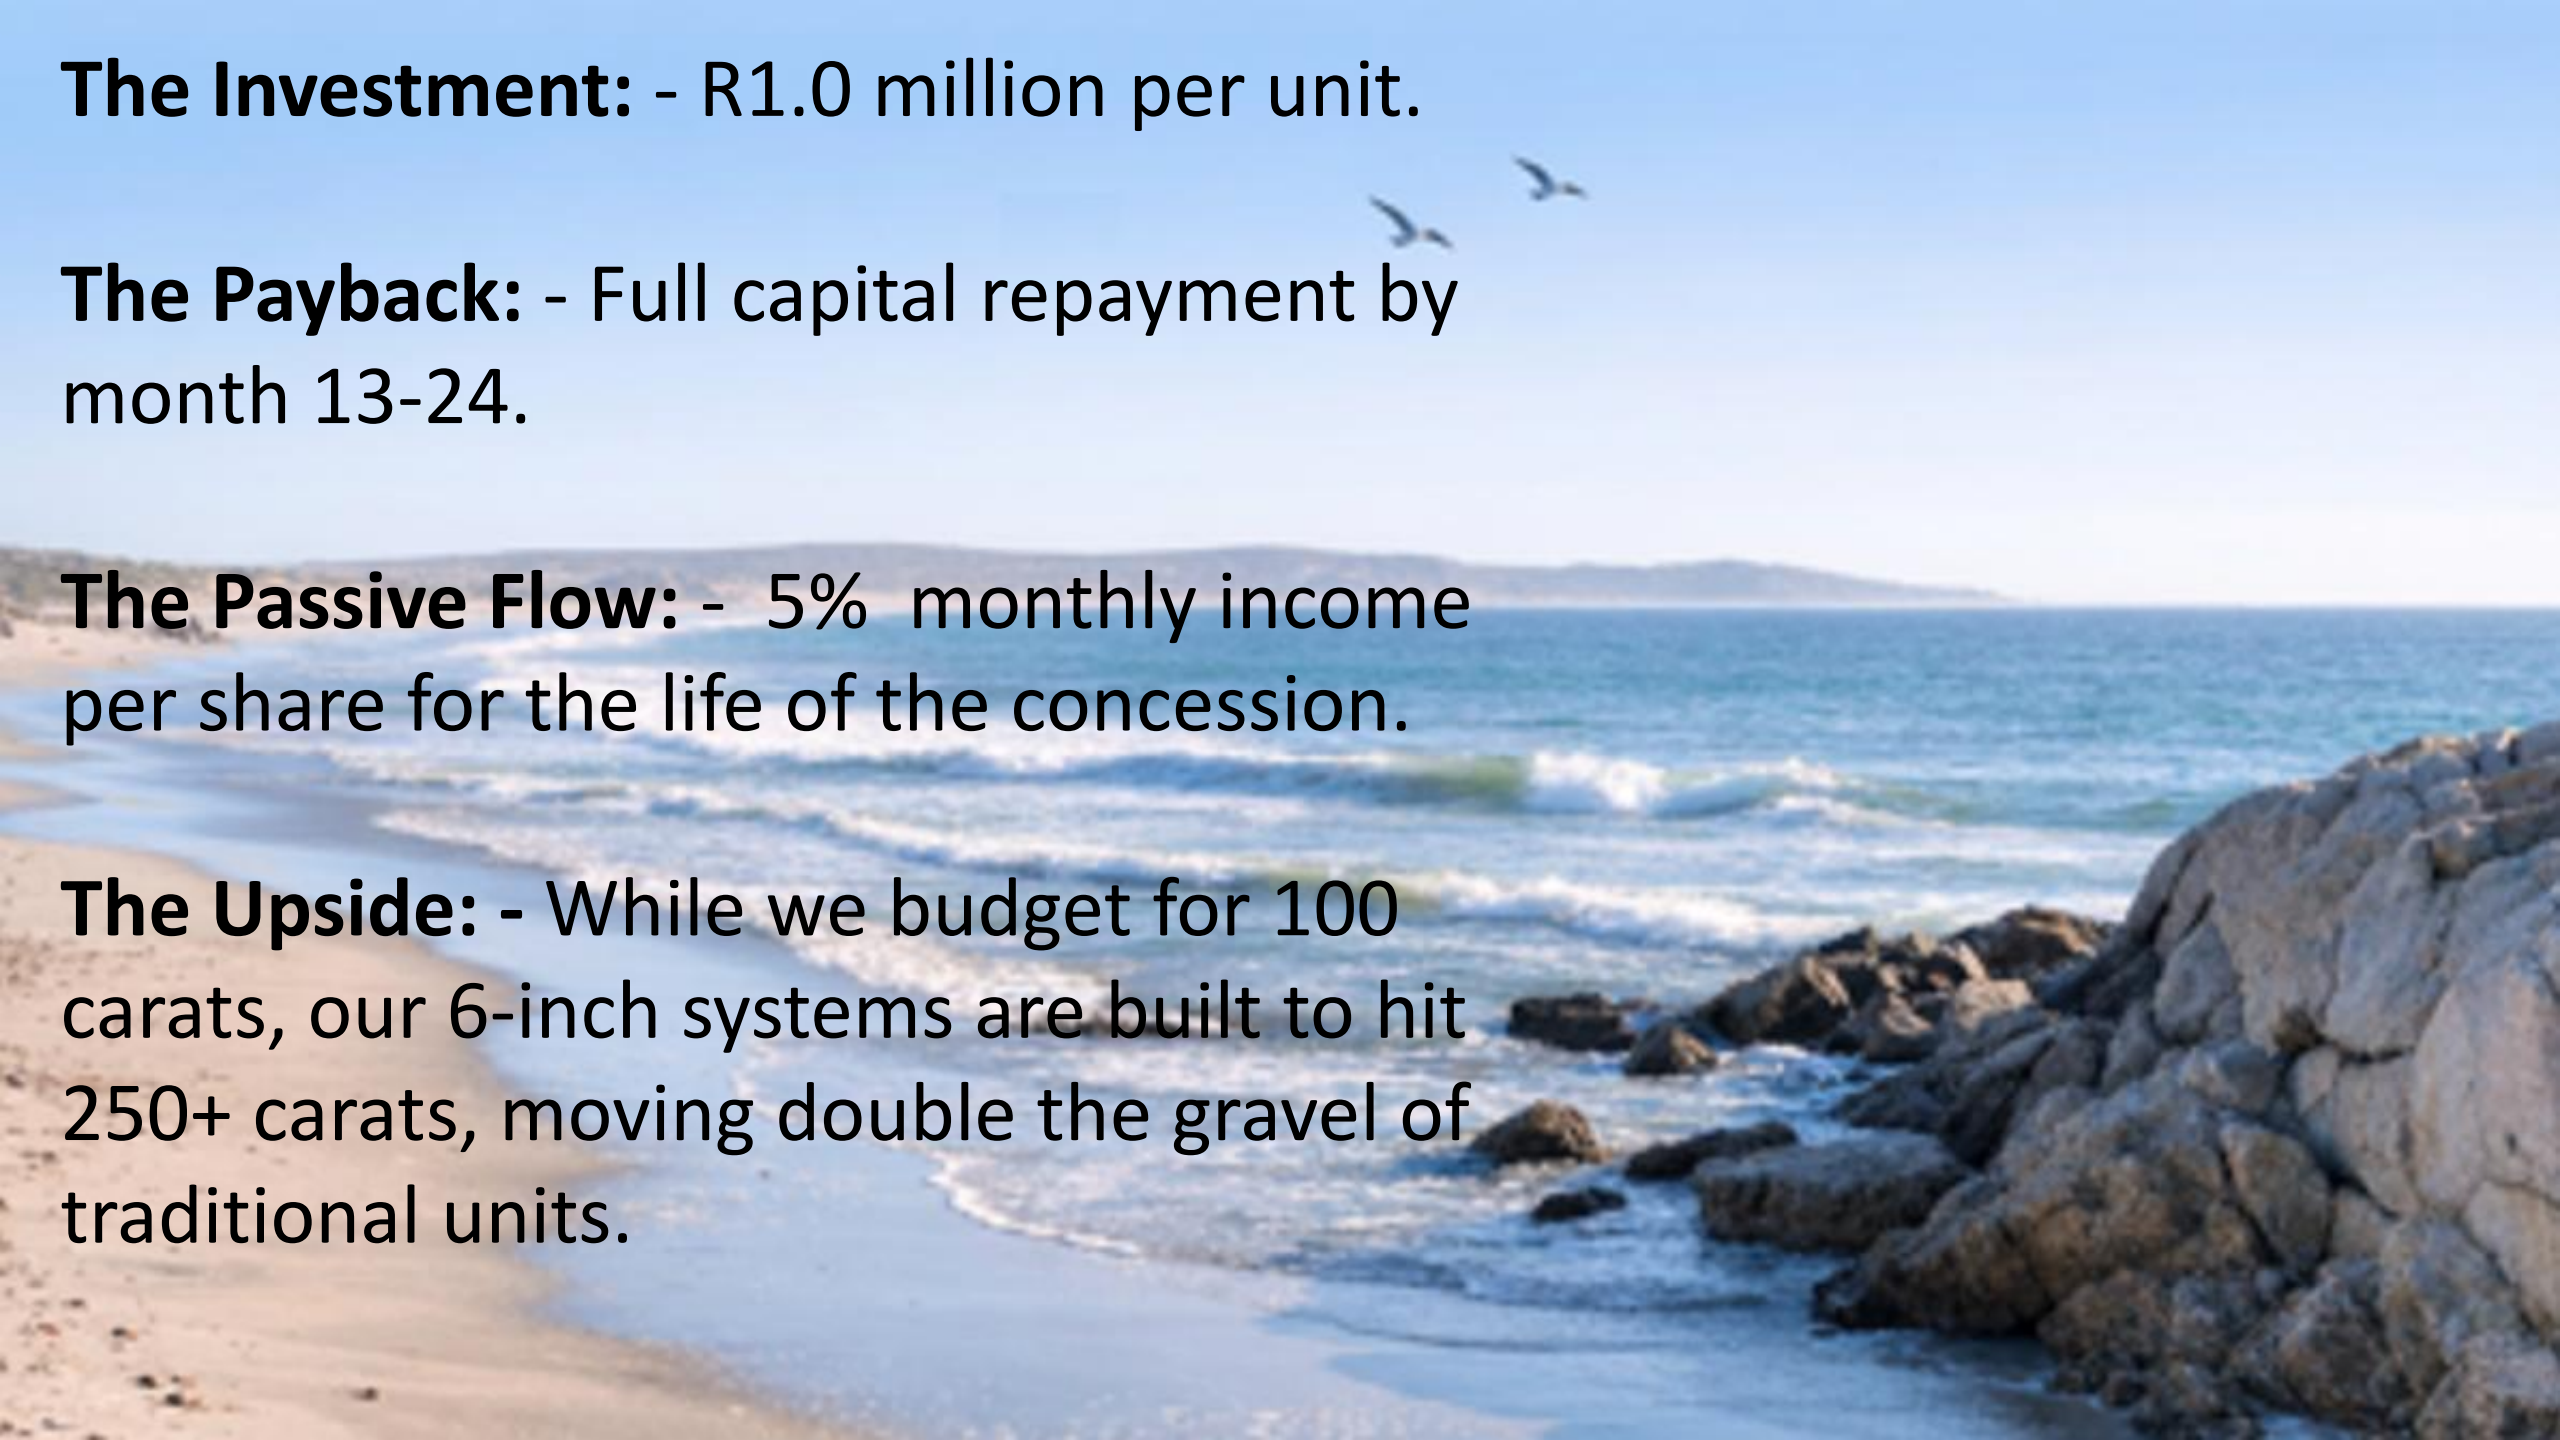 The Investment: - R1.0 million per unit.
The Payback: - Full capital repayment by
month 13-24.
The Passive Flow: -  5%  monthly income
per share for the life of the concession.
The Upside: - While we budget for 100
carats, our 6-inch systems are built to hit
250+ carats, moving double the gravel of
traditional units.